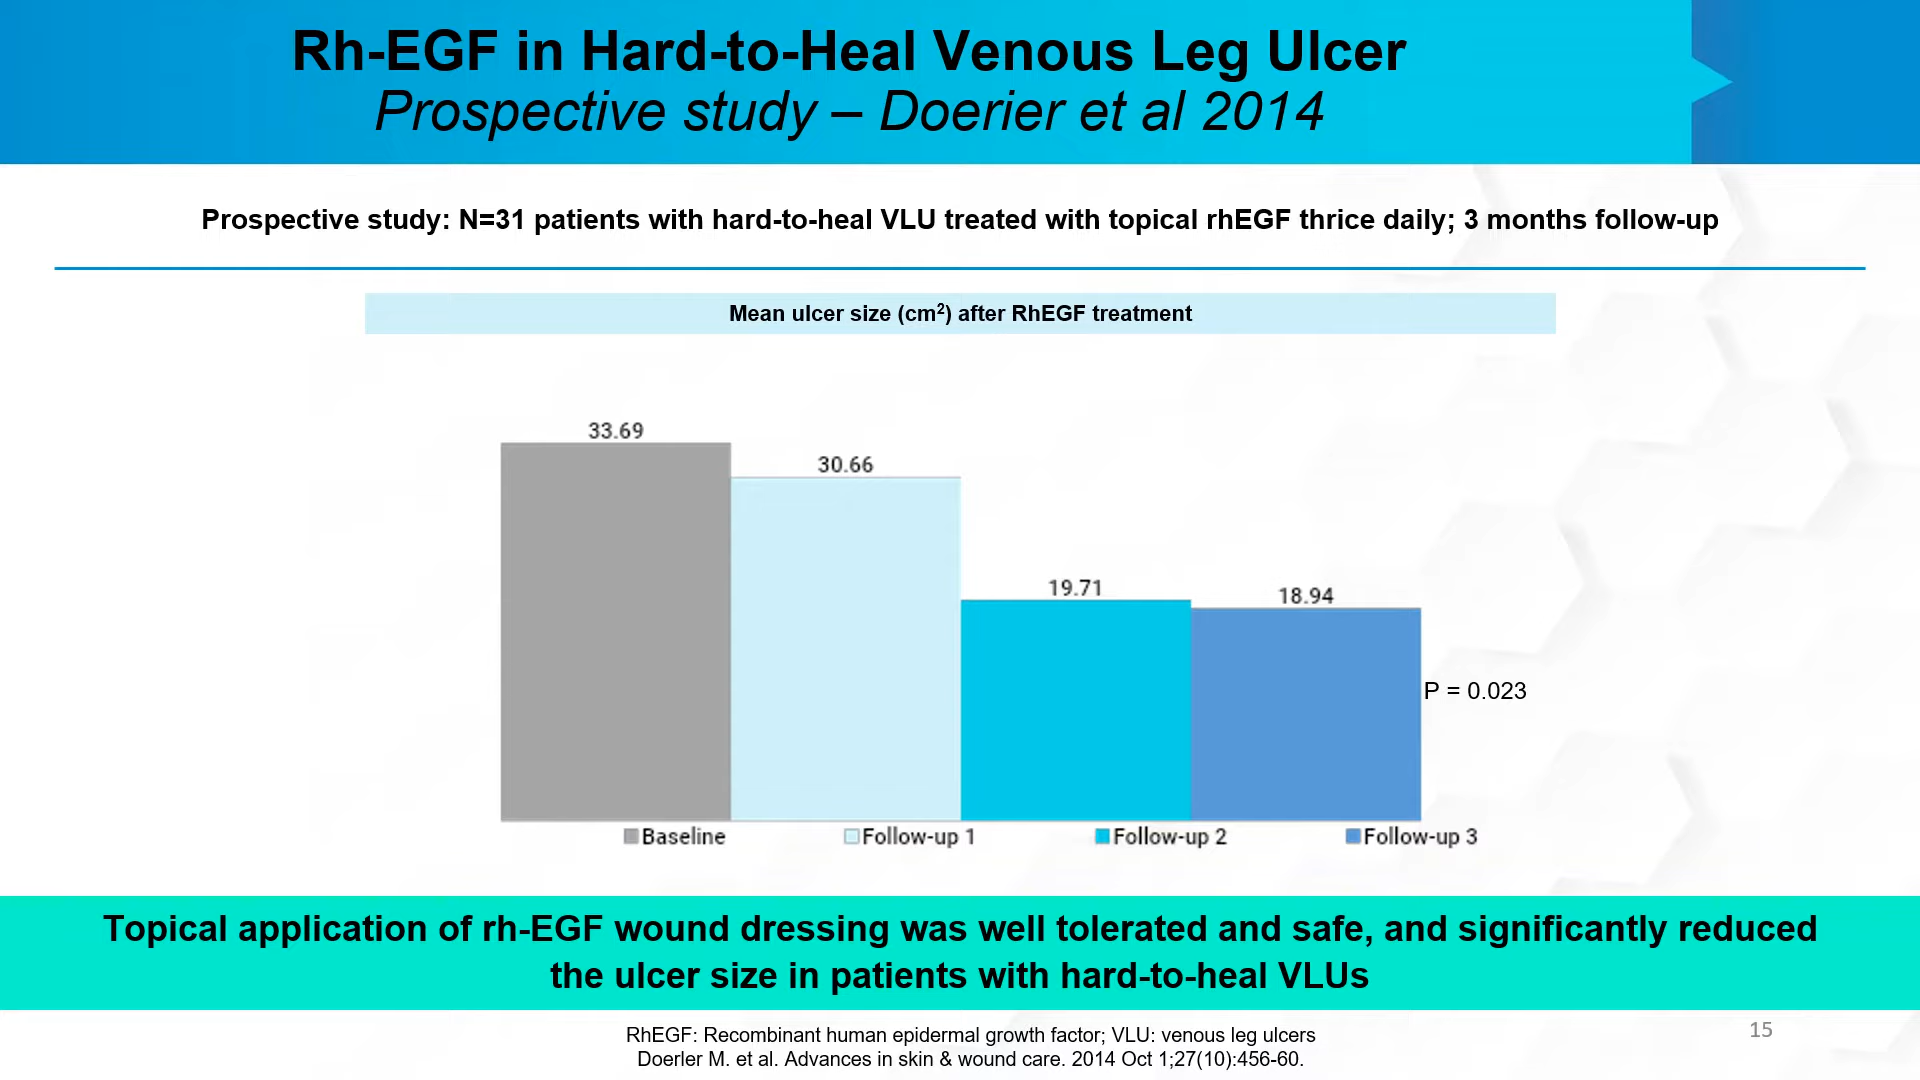 Rh-EGF in Hard-to-Heal Venous Leg Ulcer
Prospective study – Doerier et al 2014
Prospective study: N=31 patients with hard-to-heal VLU treated with topical rhEGF thrice daily; 3 months follow-up
Mean ulcer size (cm²) after RhEGF treatment
33.69
30.66
19.71
18.94
P = 0.023
Baseline
Follow-up 1
Follow-up 2
Follow-up 3
Topical application of rh-EGF wound dressing was well tolerated and safe, and significantly reduced
the ulcer size in patients with hard-to-heal VLUs
RhEGF: Recombinant human epidermal growth factor; VLU: venous leg ulcers
Doerler M. et al. Advances in skin & wound care. 2014 Oct 1;27(10):456-60.
15